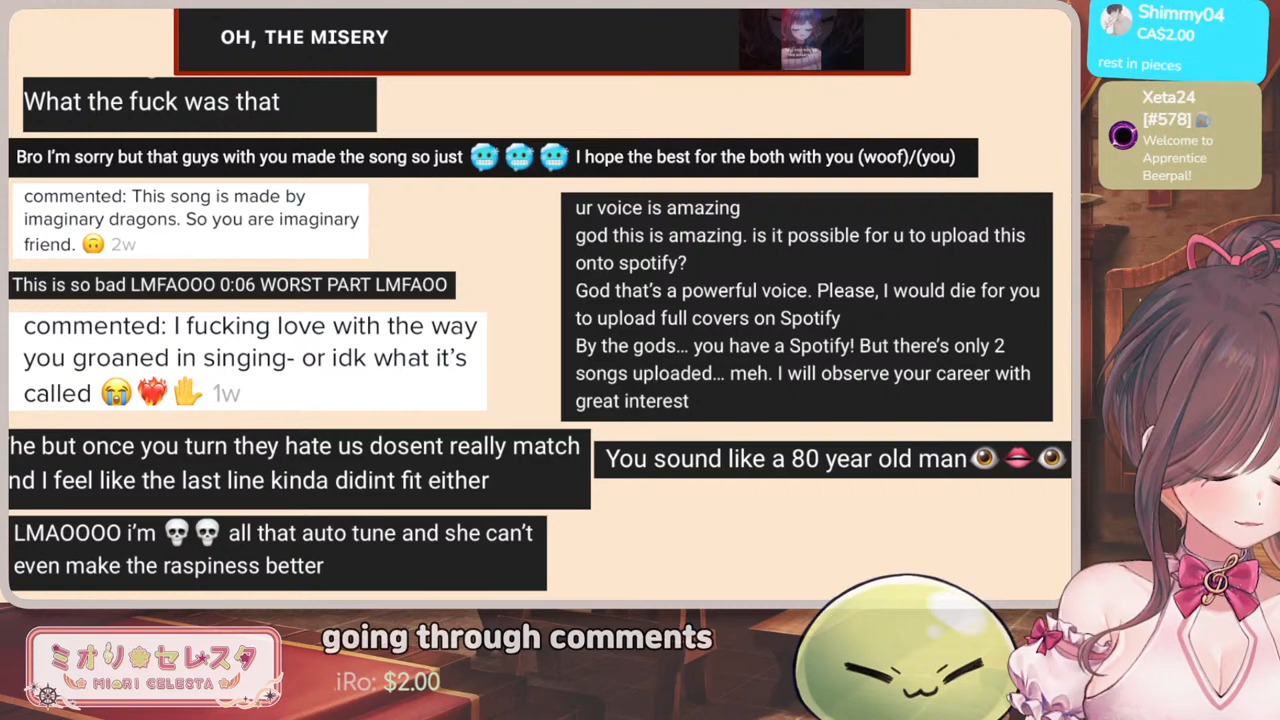 OH, THE MISERY
What the fuck was that
Bro I'm sorry but that guys with you made the song so just 🥶 🥶 🥶 I hope the best for the both with you (woof)/(you)
commented: This song is made by
imaginary dragons. So you are imaginary
friend. 🙃 2w
This is so bad LMFAOOO 0:06 WORST PART LMFAOO
commented: I fucking love with the way
you groaned in singing- or idk what it's
called 😭❤️‍🔥✋ 1w
he but once you turn they hate us dosent really match
nd I feel like the last line kinda didint fit either
LMAOOOO i'm 💀💀 all that auto tune and she can't
even make the raspiness better
ur voice is amazing
god this is amazing. is it possible for u to upload this
onto spotify?
God that's a powerful voice. Please, I would die for you
to upload full covers on Spotify
By the gods... you have a Spotify! But there's only 2
songs uploaded... meh. I will observe your career with
great interest
You sound like a 80 year old man👁️👄👁️
Shimmy04
CA$2.00
rest in pieces
Xeta24
[#578]
Welcome to
Apprentice
Beerpal!
going through comments
iRo: $2.00
ミオリ セレスタ
MIORI CELESTA